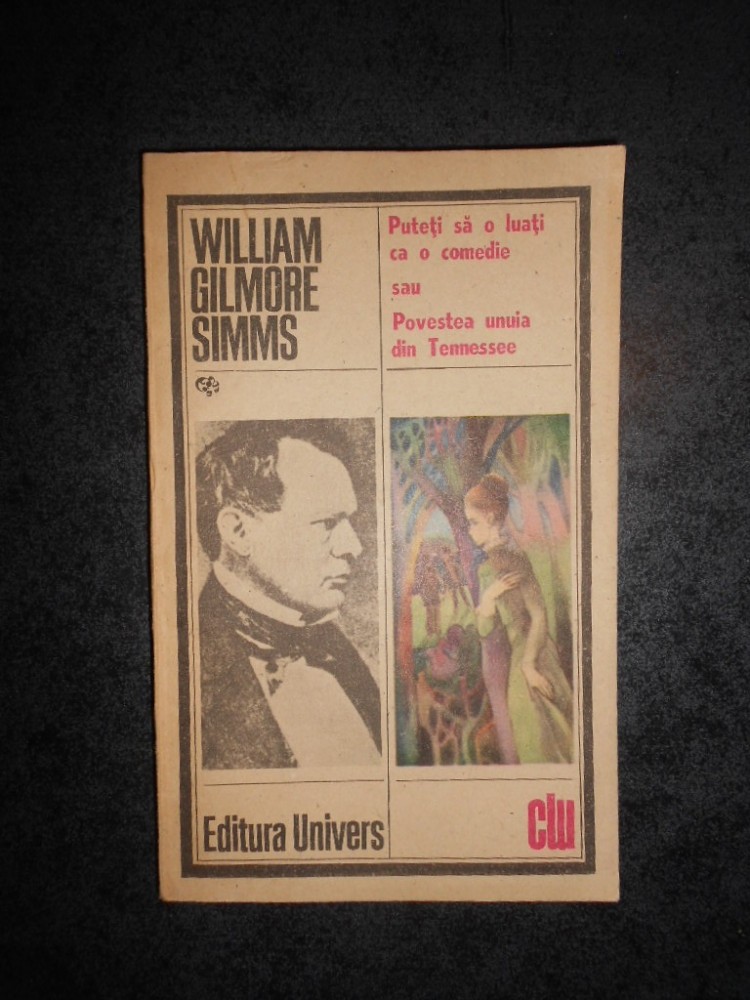 WILLIAM
GILMORE
SIMMS
Puteţi să o luaţi
ca o comedie
sau
Povestea unuia
din Tennessee
Editura Univers
clu